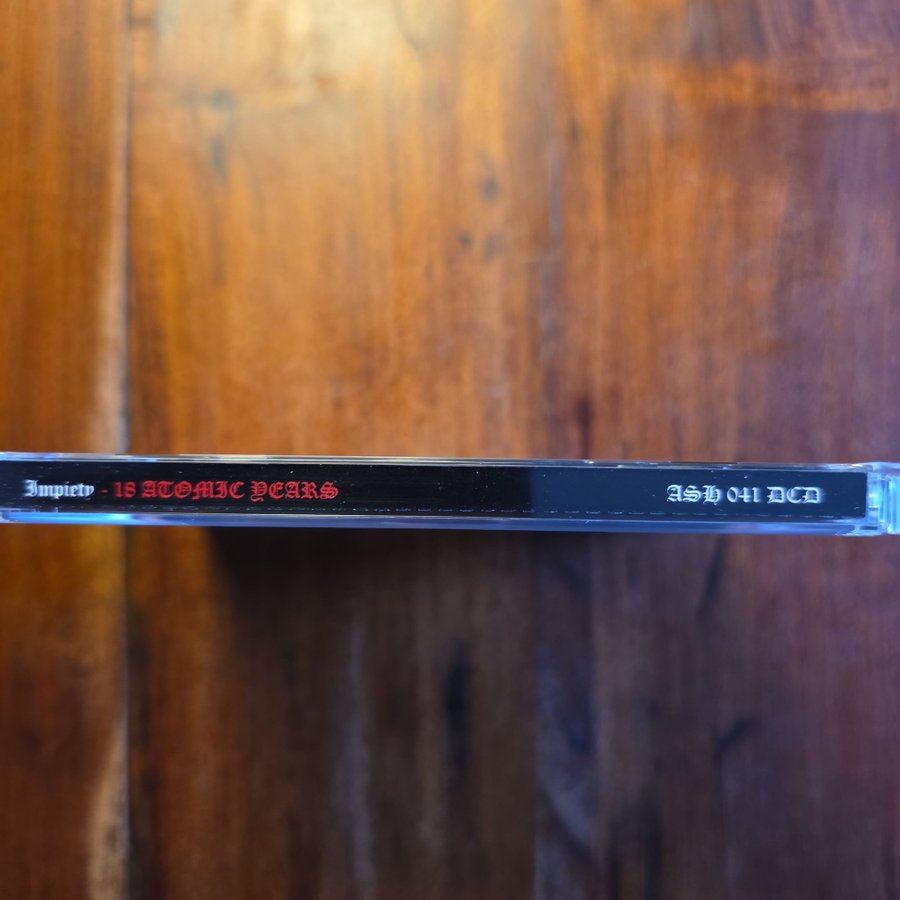 Impiety - 18 ATOMIC YEARS
ASH 041 DCD